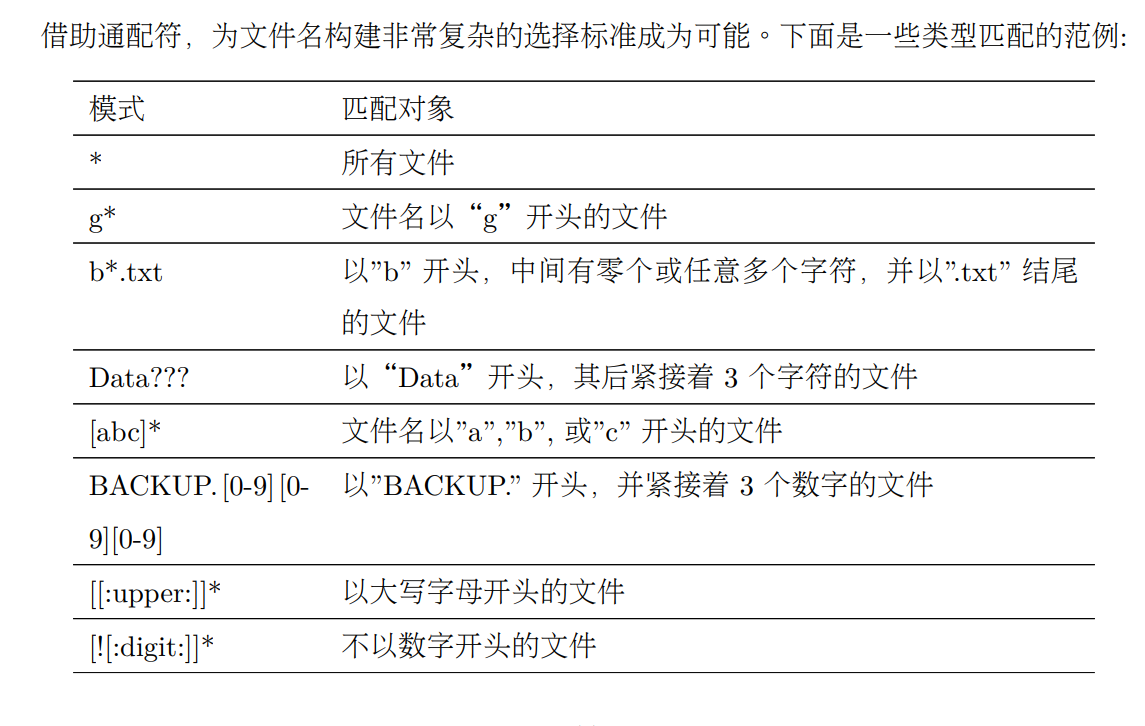 借助通配符，为文件名构建非常复杂的选择标准成为可能。下面是一些类型匹配的范例:
模式 匹配对象
* 所有文件
g* 文件名以“g”开头的文件
b*.txt 以”b” 开头，中间有零个或任意多个字符，并以”.txt” 结尾
的文件
Data??? 以“Data”开头，其后紧接着 3 个字符的文件
[abc]* 文件名以”a”,”b”, 或”c” 开头的文件
BACKUP.[0-9][0- 以”BACKUP.” 开头，并紧接着 3 个数字的文件
9][0-9]
[[:upper:]]* 以大写字母开头的文件
[![:digit:]]* 不以数字开头的文件